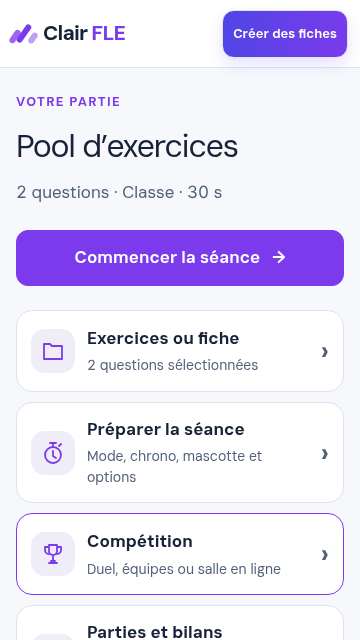 Clair FLE
Créer des fiches
VOTRE PARTIE
Pool d’exercices
2 questions · Classe · 30 s
Commencer la séance →
Exercices ou fiche
2 questions sélectionnées
Préparer la séance
Mode, chrono, mascotte et
options
Compétition
Duel, équipes ou salle en ligne
Parties et bilans